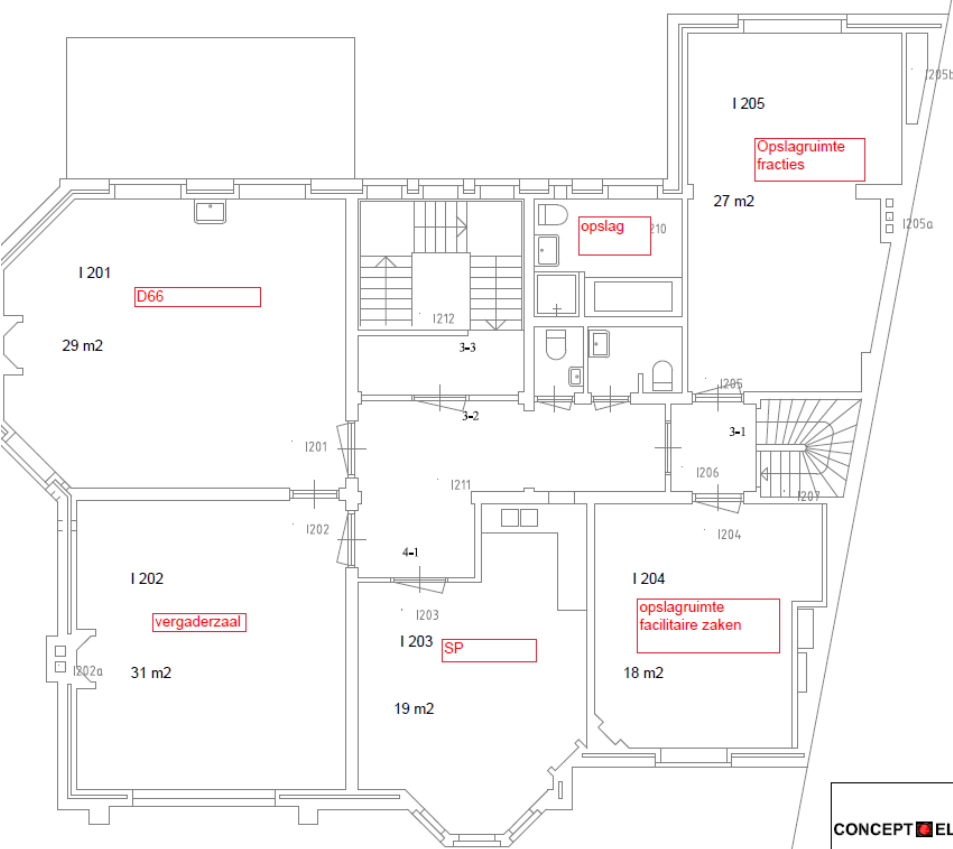 I205b
I 205
Opslagruimte
fracties
27 m2
I205a
opslag
I210
I 201
D66
29 m2
I212
3-3
3-2
I205
3-1
I201
I206
I211
I207
I202
4-1
I204
I 202
vergaderzaal
I203
I 203
SP
I 204
opslagruimte
facilitaire zaken
I202a
31 m2
19 m2
18 m2
CONCEPT EL